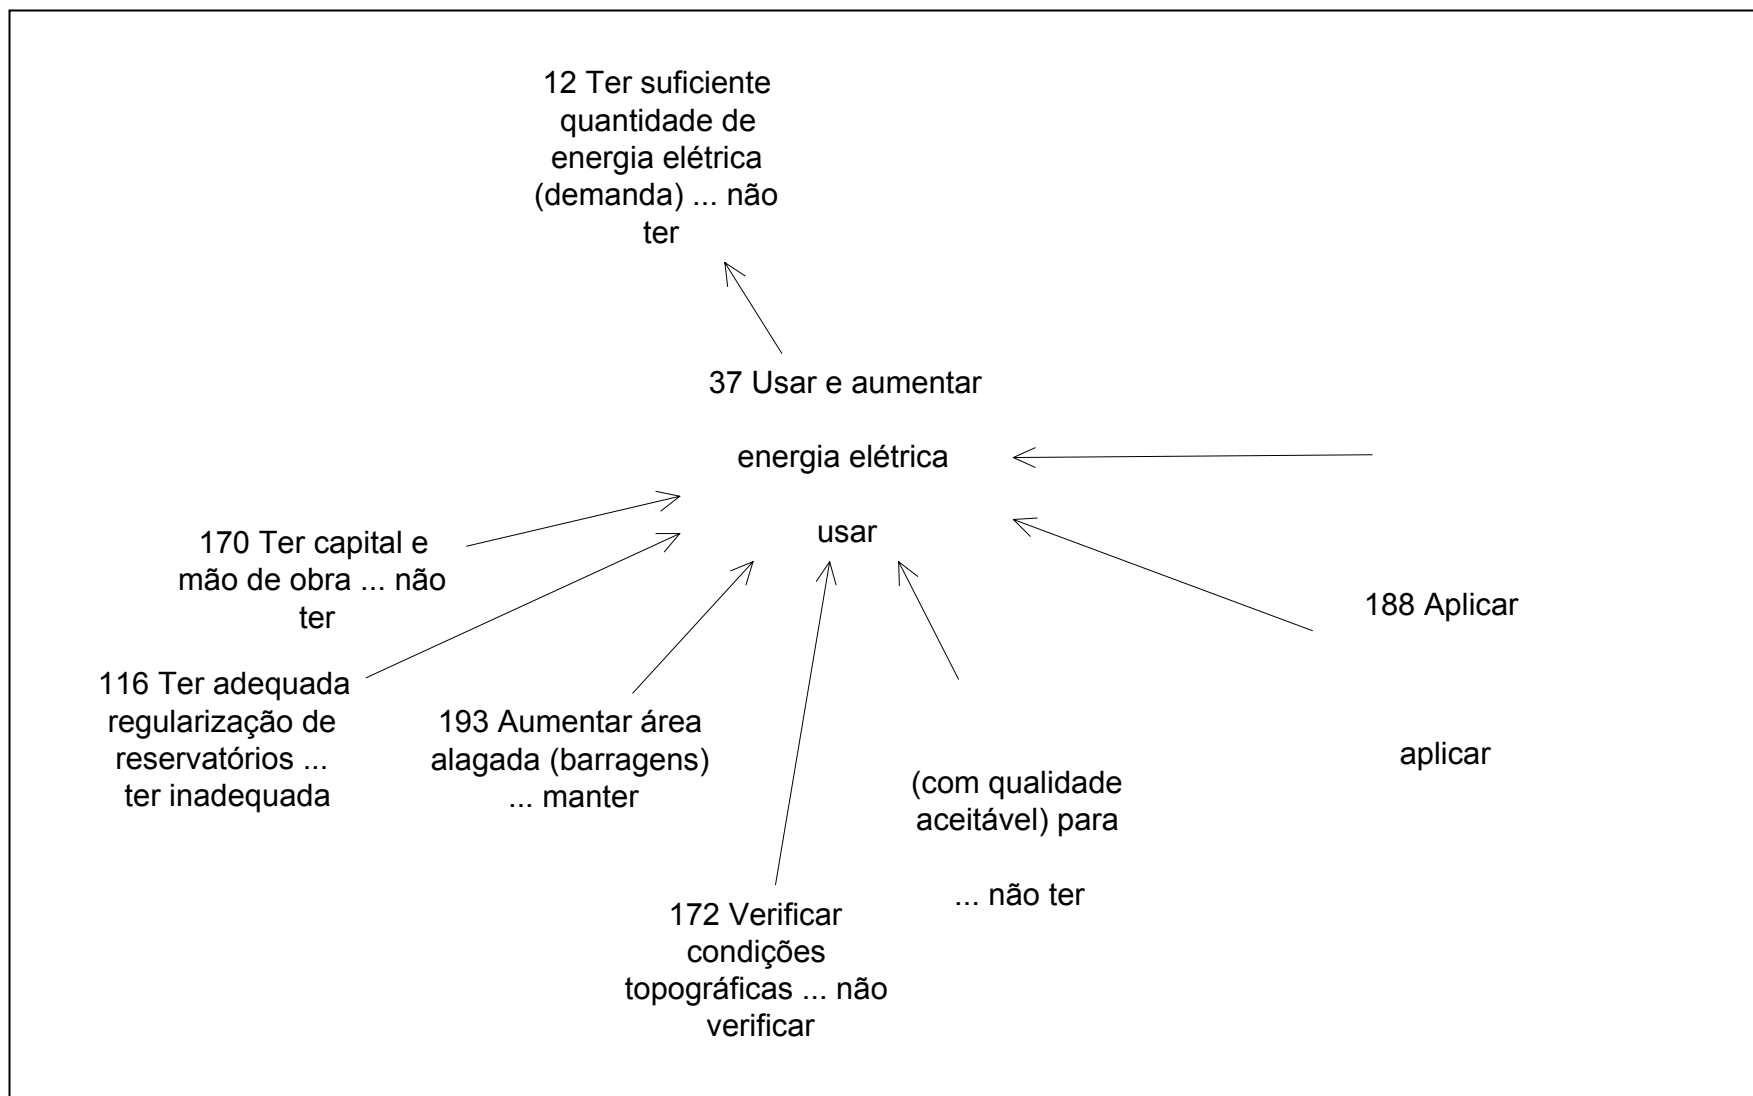 12 Ter suficiente
quantidade de
energia elétrica
(demanda) ... não
ter
37 Usar e aumentar
energia elétrica
usar
170 Ter capital e
mão de obra ... não
ter
116 Ter adequada
regularização de
reservatórios ...
ter inadequada
193 Aumentar área
alagada (barragens)
... manter
172 Verificar
condições
topográficas ... não
verificar
(com qualidade
aceitável) para
... não ter
188 Aplicar
aplicar